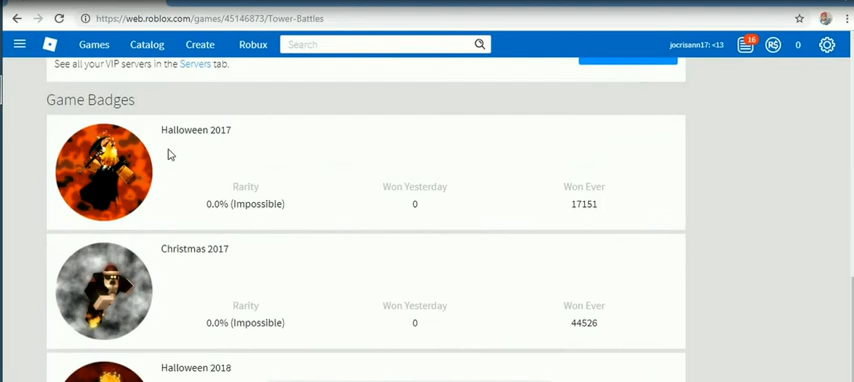 https://web.roblox.com/games/45146873/Tower-Battles
Games Catalog Create Robux Search jocrisann17: <13 16 R$ 0
See all your VIP servers in the Servers tab.
Game Badges
Halloween 2017
Rarity Won Yesterday Won Ever
0.0% (Impossible) 0 17151
Christmas 2017
Rarity Won Yesterday Won Ever
0.0% (Impossible) 0 44526
Halloween 2018